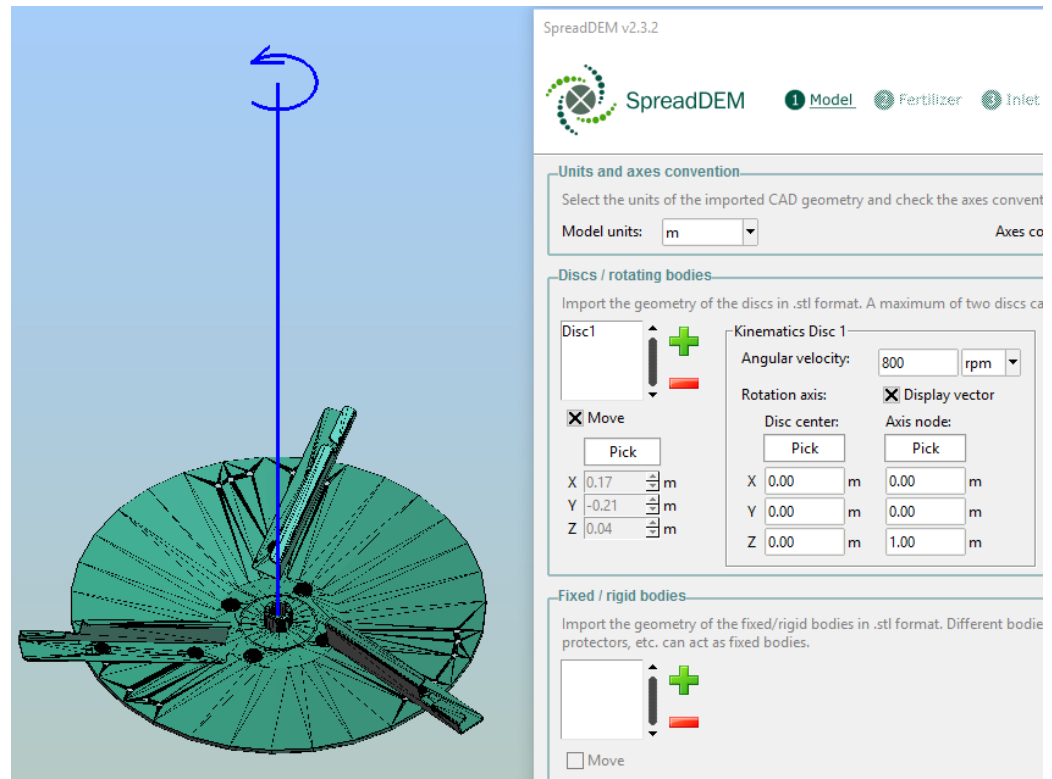 SpreadDEM v2.3.2
SpreadDEM 1 Model 2 Fertilizer 3 Inlet
Units and axes convention
Select the units of the imported CAD geometry and check the axes convent
Model units: m Axes co
Discs / rotating bodies
Import the geometry of the discs in .stl format. A maximum of two discs ca
Disc1
Kinematics Disc 1
Angular velocity: 800 rpm
Rotation axis: Display vector
Move
Disc center: Axis node:
Pick Pick Pick
X 0.17 m X 0.00 m 0.00 m
Y -0.21 m Y 0.00 m 0.00 m
Z 0.04 m Z 0.00 m 1.00 m
Fixed / rigid bodies
Import the geometry of the fixed/rigid bodies in .stl format. Different bodie
protectors, etc. can act as fixed bodies.
Move